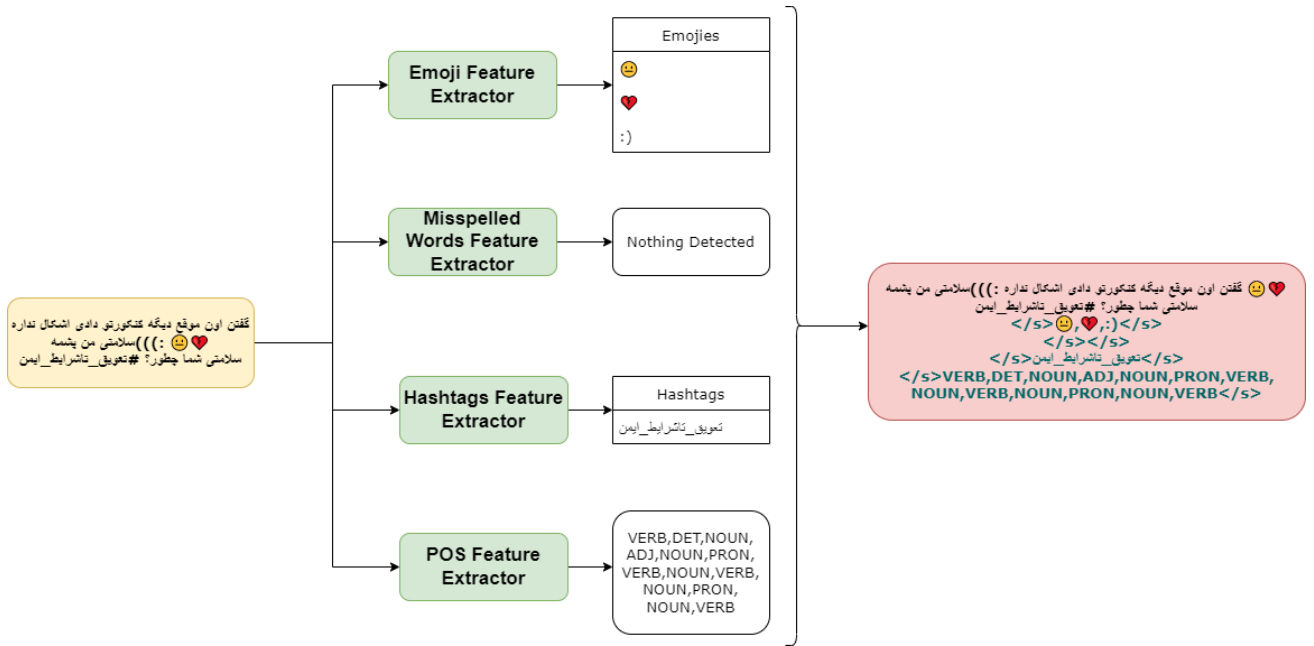 گفتن اون موقع دیگه کنکورتو دادی اشکال نداره
:)))سلامتی من پشمه 😐💔
سلامتی شما چطور؟ #تعویق_تاشرایط_ایمن
Emoji Feature
Extractor
Emojies
😐
💔
:)
Misspelled
Words Feature
Extractor
Nothing Detected
Hashtags Feature
Extractor
Hashtags
تعویق_تاشرایط_ایمن
POS Feature
Extractor
VERB,DET,NOUN,
ADJ,NOUN,PRON,
VERB,NOUN,VERB,
NOUN,PRON,
NOUN,VERB
گفتن اون موقع دیگه کنکورتو دادی اشکال نداره :)))سلامتی من پشمه 😐💔
سلامتی شما چطور؟ #تعویق_تاشرایط_ایمن
</s>😐,💔,:)</s>
</s></s>
</s>تعویق_تاشرایط_ایمن</s>
</s>VERB,DET,NOUN,ADJ,NOUN,PRON,VERB,
NOUN,VERB,NOUN,PRON,NOUN,VERB</s>